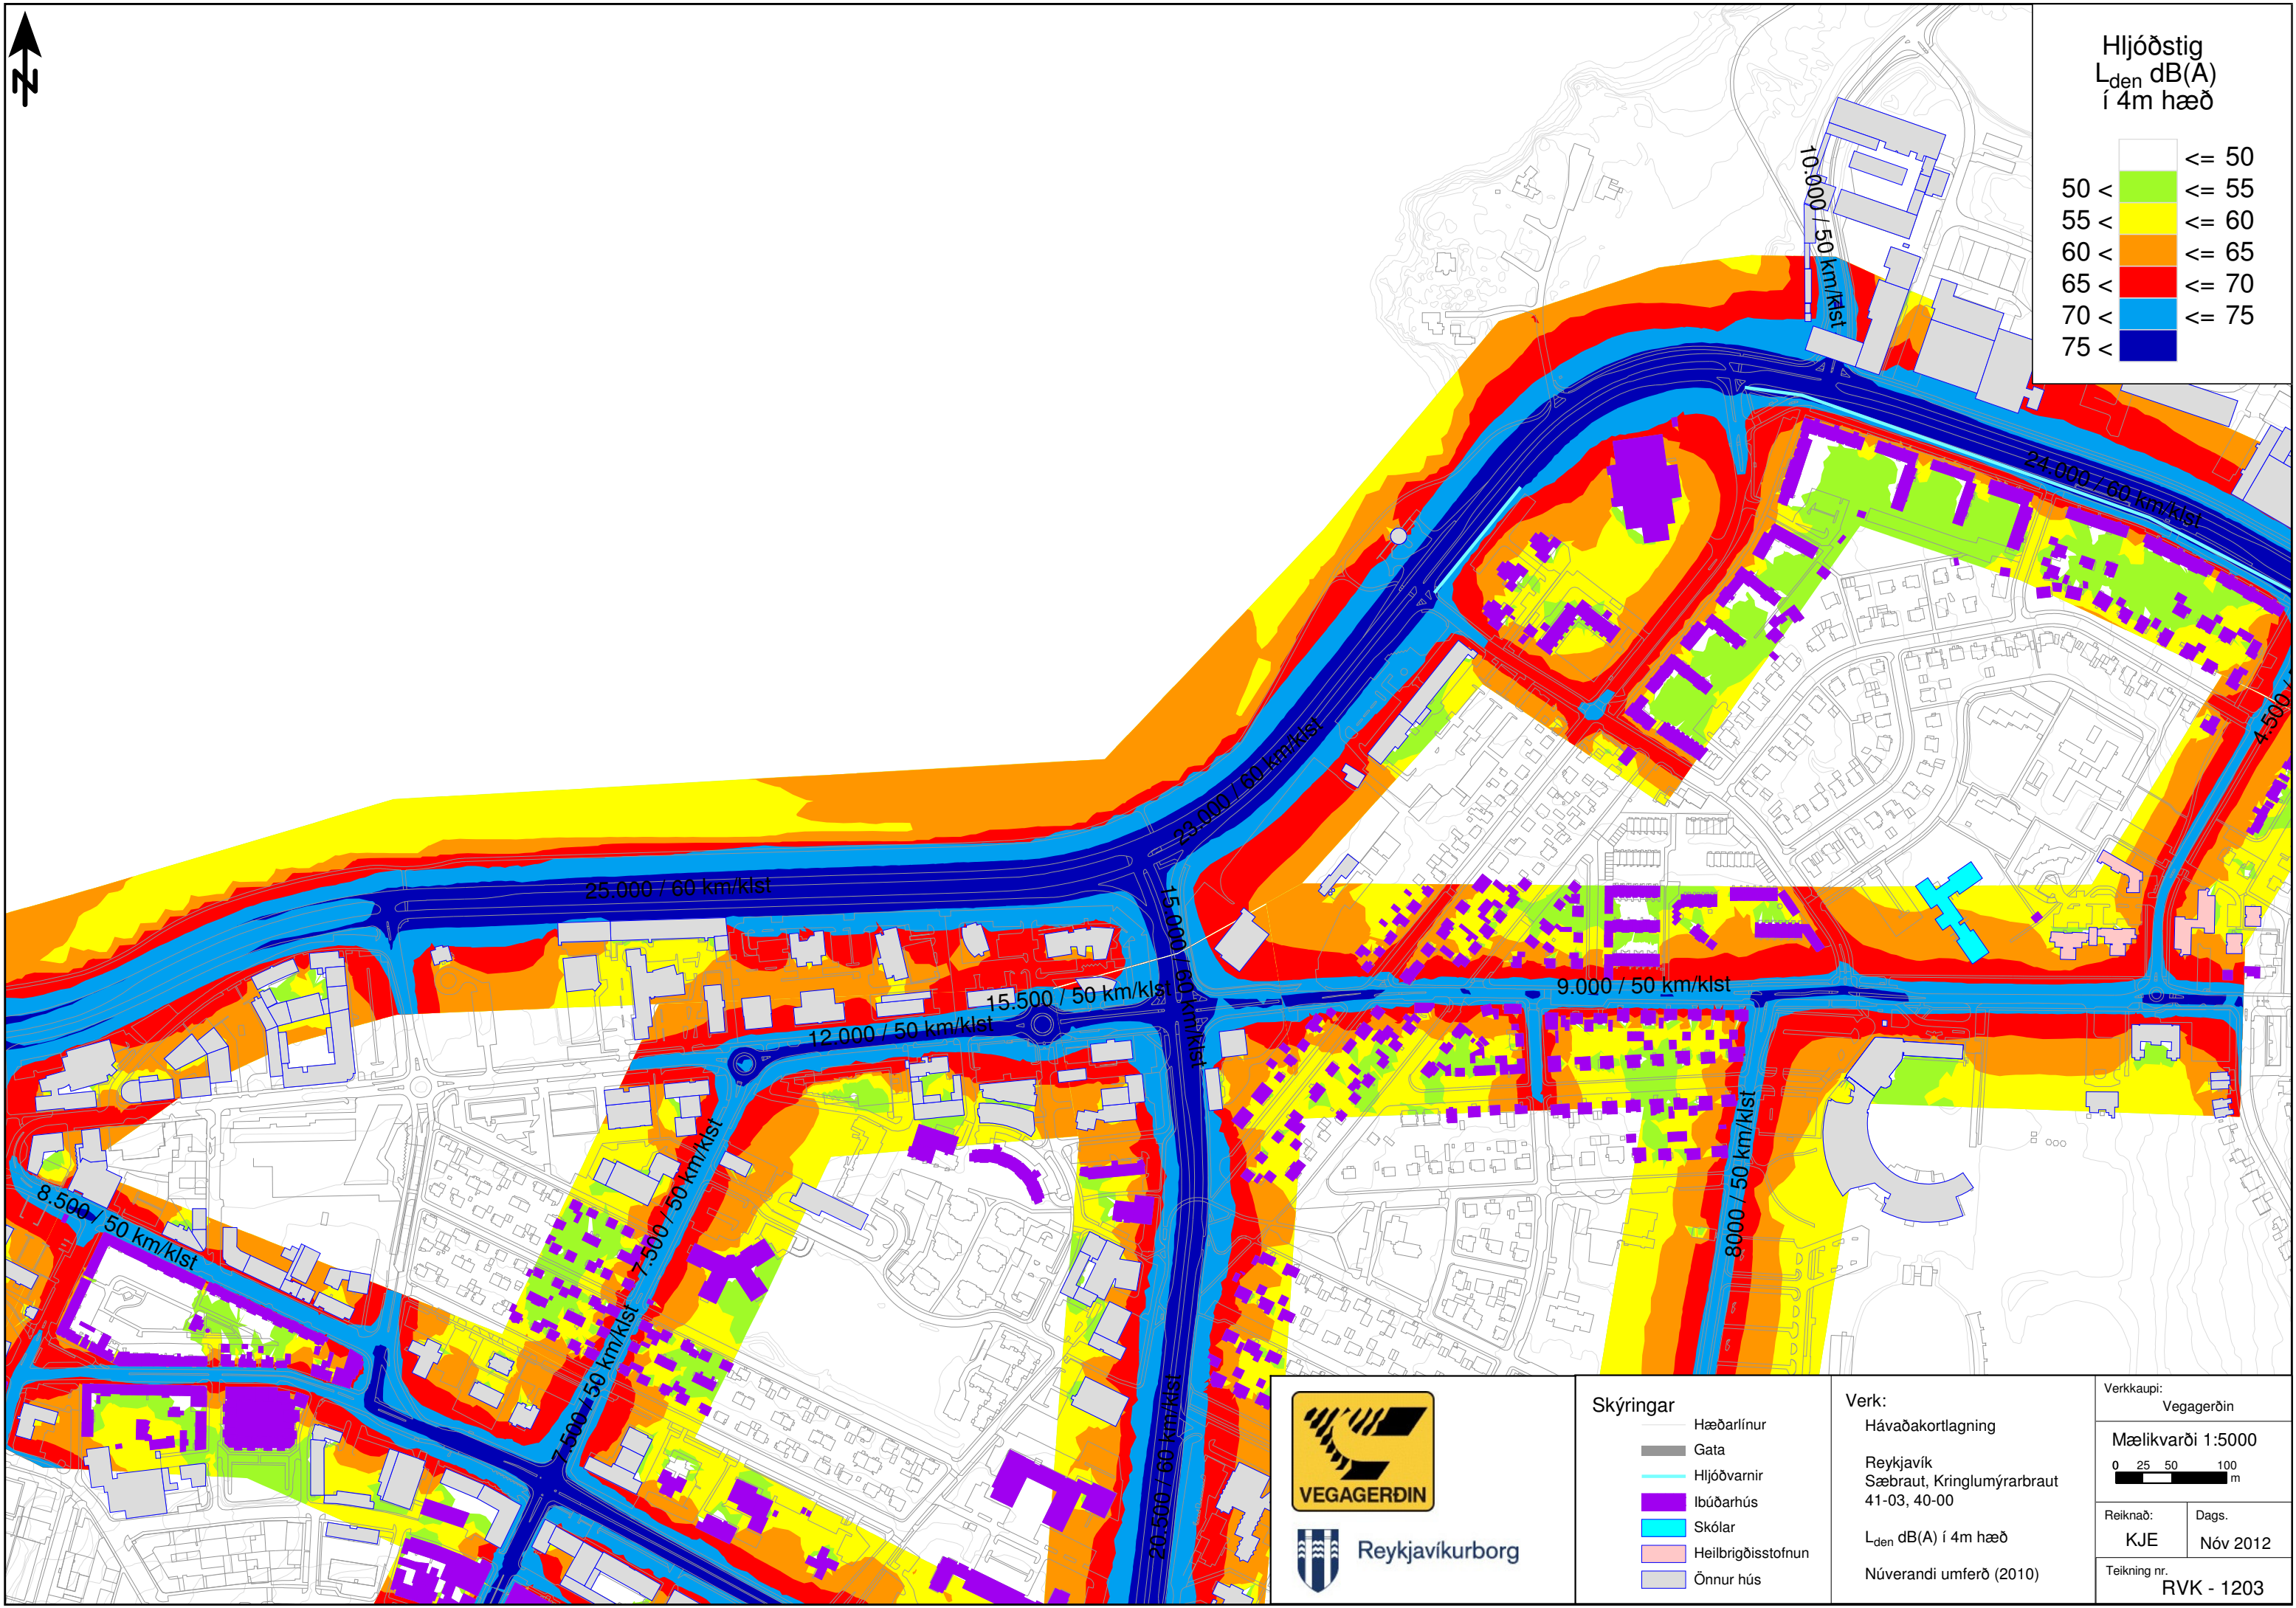 N
Hljóðstig
Lden dB(A)
í 4m hæð
<= 50
50 < <= 55
55 < <= 60
60 < <= 65
65 < <= 70
70 < <= 75
75 <
10.000 / 50 km/klst
24.000 / 60 km/klst
4.500 /
23.000 / 60 km/klst
25.000 / 60 km/klst
15.000 / 60 km/klst
15.500 / 50 km/klst
9.000 / 50 km/klst
12.000 / 50 km/klst
8.500 / 50 km/klst
7.500 / 50 km/klst
8000 / 50 km/klst
7.500 / 50 km/klst
20.500 / 60 km/klst
VEGAGERÐIN
Reykjavíkurborg
Skýringar
Hæðarlínur
Gata
Hljóðvarnir
Ibúðarhús
Skólar
Heilbrigðisstofnun
Önnur hús
Verk:
Hávaðakortlagning
Reykjavík
Sæbraut, Kringlumýrarbraut
41-03, 40-00
Lden dB(A) í 4m hæð
Núverandi umferð (2010)
Verkkaupi:
Vegagerðin
Mælikvarði 1:5000
0 25 50 100
m
Reiknað:
KJE
Dags.
Nóv 2012
Teikning nr.
RVK - 1203